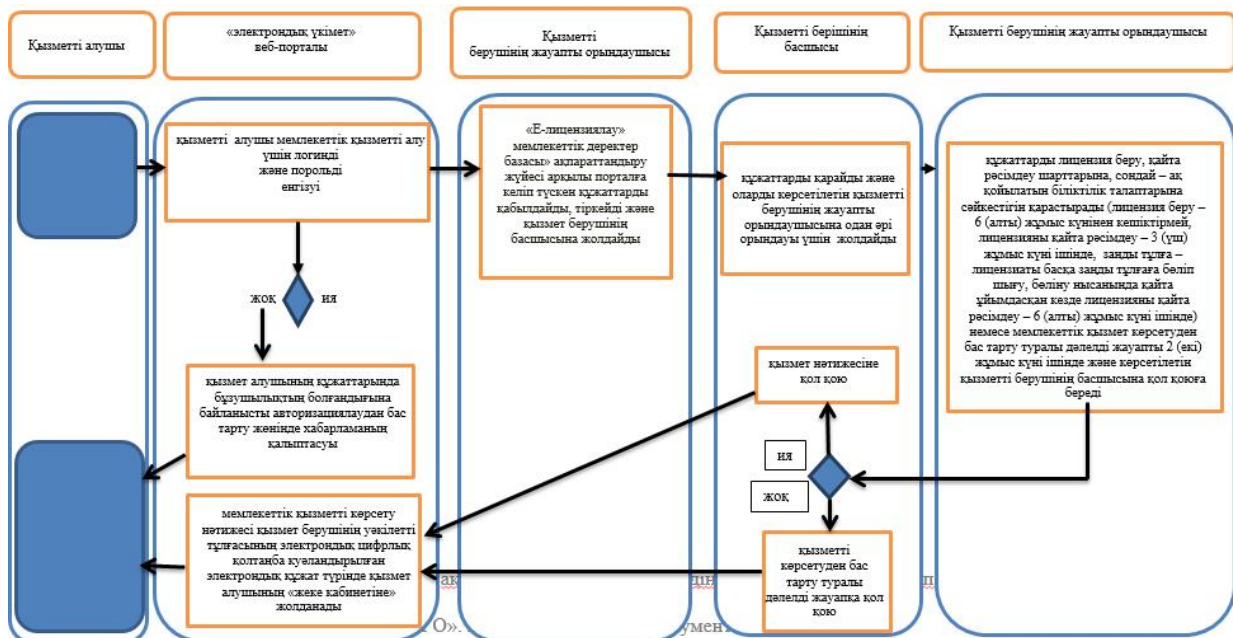 Қызметті алушы
«электрондық үкімет»
веб-порталы
Қызметті
берушінің жауапты орындаушысы
Қызметті берішінің
басшысы
Қызметті берушінің жауапты орындаушысы
қызметті алушы мемлекеттік қызметті алу
үшін логинді
және порольді
енгізуі
жоқ
ия
қызмет алушының құжаттарында
бұзушылықтың болғандығына
байланысты авторизациялаудан бас
тарту жөнінде хабарламаның
қалыптасуы
мемлекеттік қызметті көрсету
нәтижесі қызмет берушінің уәкілетті
тұлғасының электрондық цифрлық
қолтаңба куәландырылған
электрондық құжат түрінде қызмет
алушының «жеке кабинетіне»
жолданады
«Е-лицензиялау»
мемлекеттік деректер
базасы» ақпараттандыру
жүйесі арқылы порталға
келіп түскен құжаттарды
қабылдайды, тіркейді және
қызмет берушінің
басшысына жолдайды
құжаттарды қарайды және
оларды көрсетілетін қызметті
берушінің жауапты
орындаушысына одан әрі
орындауы үшін жолдайды
қызмет нәтижесіне
қол қою
ия
жоқ
қызметті
көрсетуден бас
тарту туралы
дәлелді жауапқа қол
қою
құжаттарды лицензия беру, қайта
рәсімдеу шарттарына, сондай – ақ
қойылатын біліктілік талаптарына
сәйкестігін қарастырады (лицензия беру –
6 (алты) жұмыс күнінен кешіктірмей,
лицензияны қайта рәсімдеу – 3 (үш)
жұмыс күні ішінде, заңды тұлға –
лицензиаты басқа заңды тұлғаға бөліп
шығу, бөліну нысанында қайта
ұйымдасқан кезде лицензияны қайта
рәсімдеу – 6 (алты) жұмыс күні ішінде)
немесе мемлекеттік қызмет көрсетуден
бас тарту туралы дәлелді жауапты 2 (екі)
жұмыс күні ішінде және көрсетілетін
қызметті берушінің басшысына қол қоюға
береді